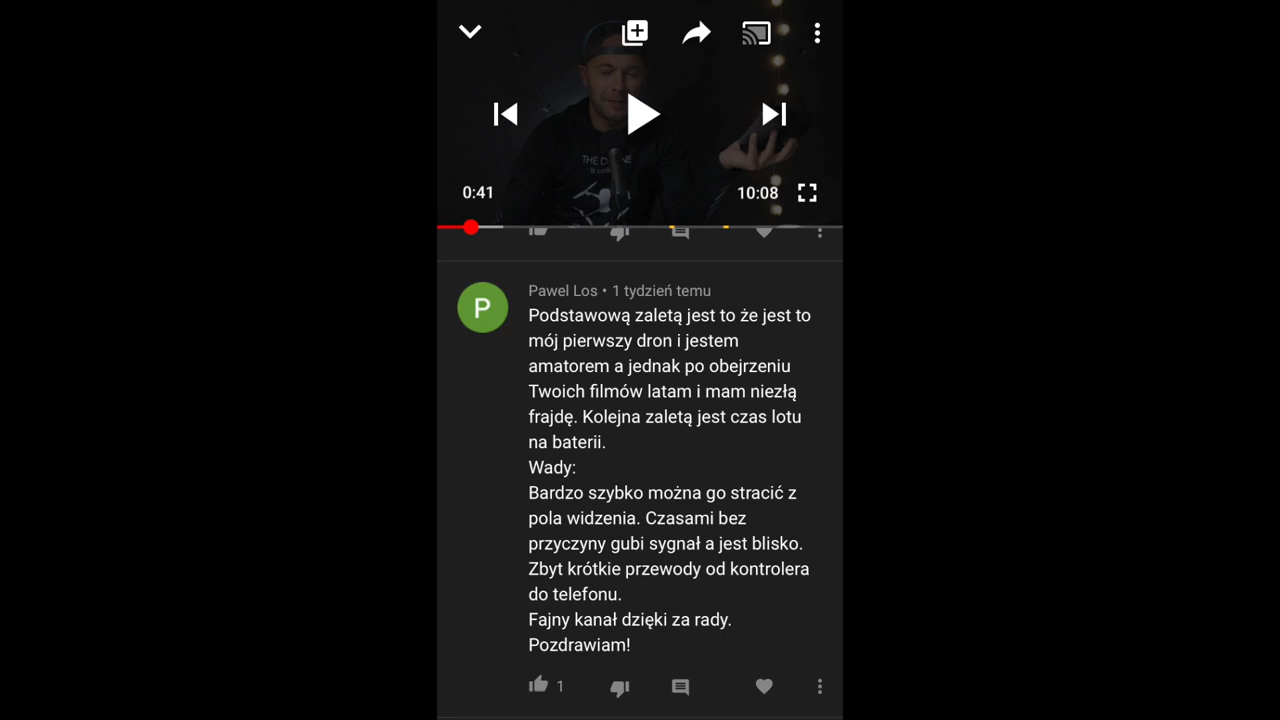 THE D NE
0:41
10:08
P
Pawel Los • 1 tydzień temu
Podstawową zaletą jest to że jest to
mój pierwszy dron i jestem
amatorem a jednak po obejrzeniu
Twoich filmów latam i mam niezłą
frajdę. Kolejna zaletą jest czas lotu
na baterii.
Wady:
Bardzo szybko można go stracić z
pola widzenia. Czasami bez
przyczyny gubi sygnał a jest blisko.
Zbyt krótkie przewody od kontrolera
do telefonu.
Fajny kanał dzięki za rady.
Pozdrawiam!
1